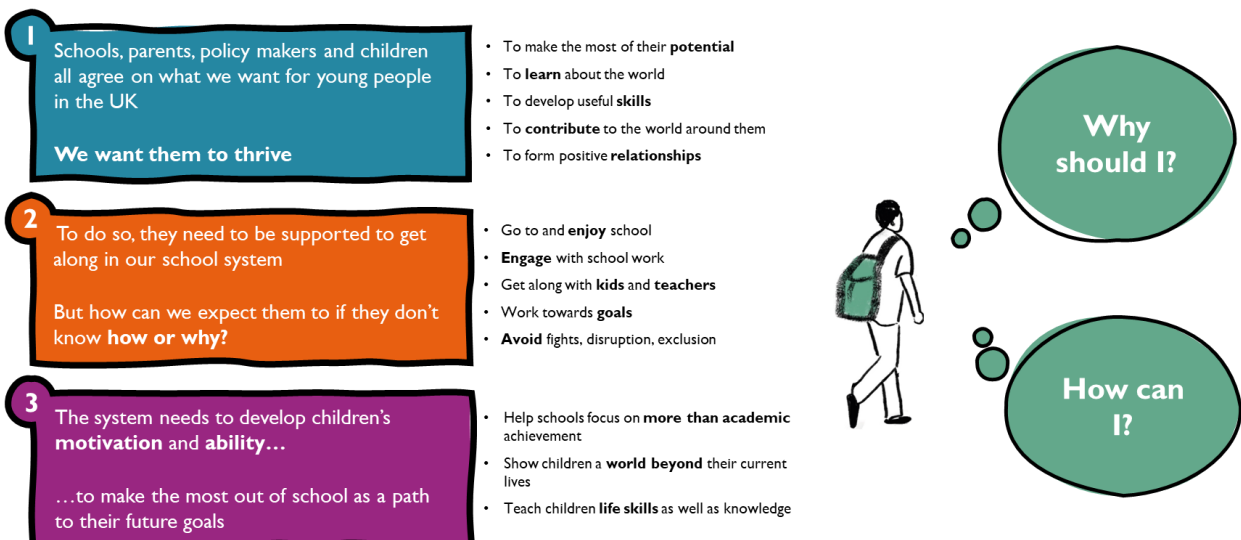 1
Schools, parents, policy makers and children
all agree on what we want for young people
in the UK
We want them to thrive
• To make the most of their potential
• To learn about the world
• To develop useful skills
• To contribute to the world around them
• To form positive relationships
2
To do so, they need to be supported to get
along in our school system
But how can we expect them to if they don't
know how or why?
• Go to and enjoy school
• Engage with school work
• Get along with kids and teachers
• Work towards goals
• Avoid fights, disruption, exclusion
3
The system needs to develop children's
motivation and ability…
…to make the most out of school as a path
to their future goals
• Help schools focus on more than academic
achievement
• Show children a world beyond their current
lives
• Teach children life skills as well as knowledge
Why
should I?
How can
I?